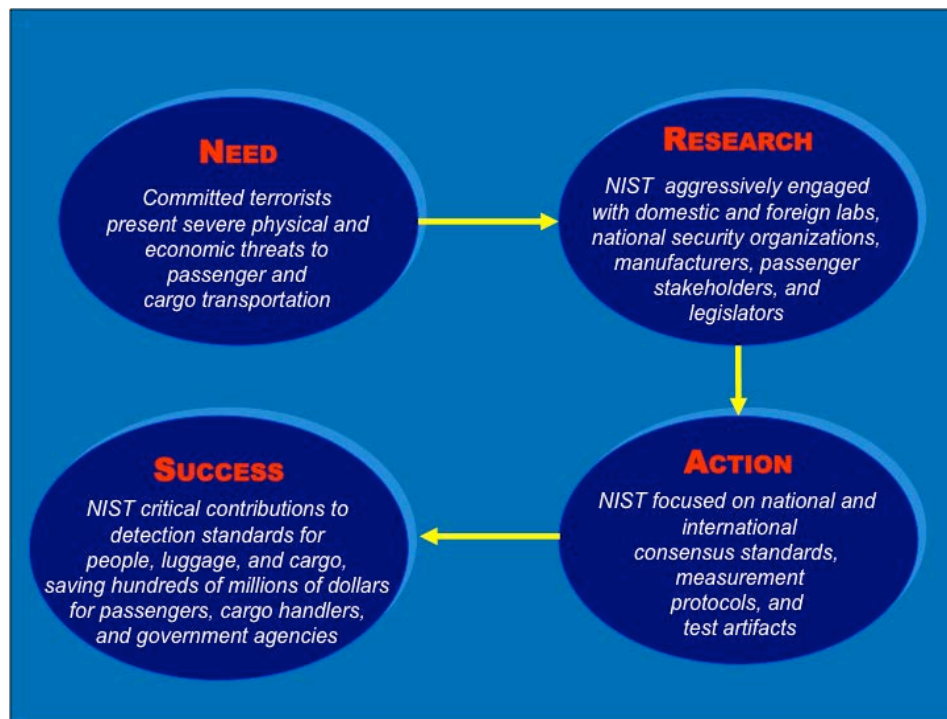 NEED
Committed terrorists
present severe physical and
economic threats to
passenger and
cargo transportation
RESEARCH
NIST aggressively engaged
with domestic and foreign labs,
national security organizations,
manufacturers, passenger
stakeholders, and
legislators
ACTION
NIST focused on national and
international
consensus standards,
measurement
protocols, and
test artifacts
SUCCESS
NIST critical contributions to
detection standards for
people, luggage, and cargo,
saving hundreds of millions of dollars
for passengers, cargo handlers,
and government agencies